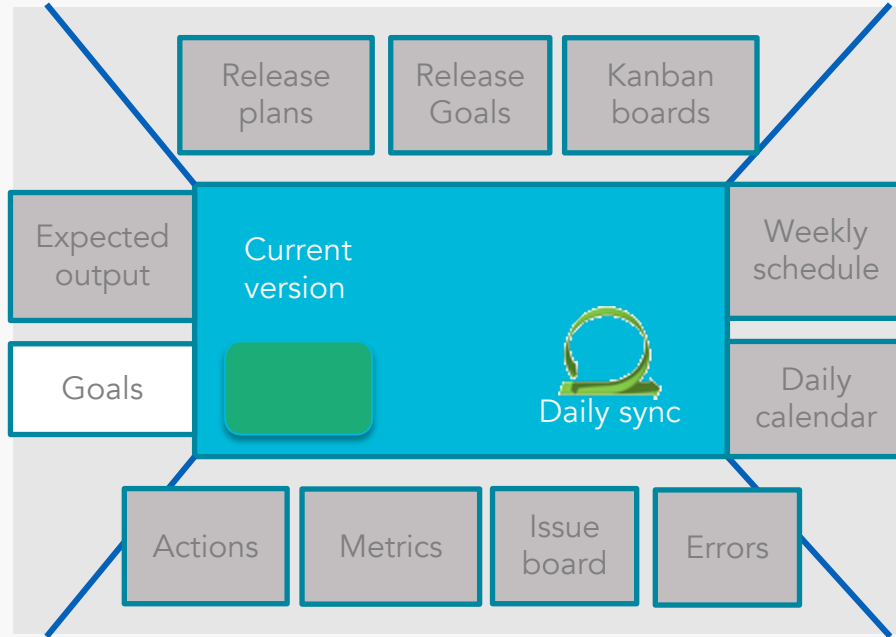 Release
plans
Release
Goals
Kanban
boards
Expected
output
Goals
Current
version
Daily sync
Weekly
schedule
Daily
calendar
Actions
Metrics
Issue
board
Errors